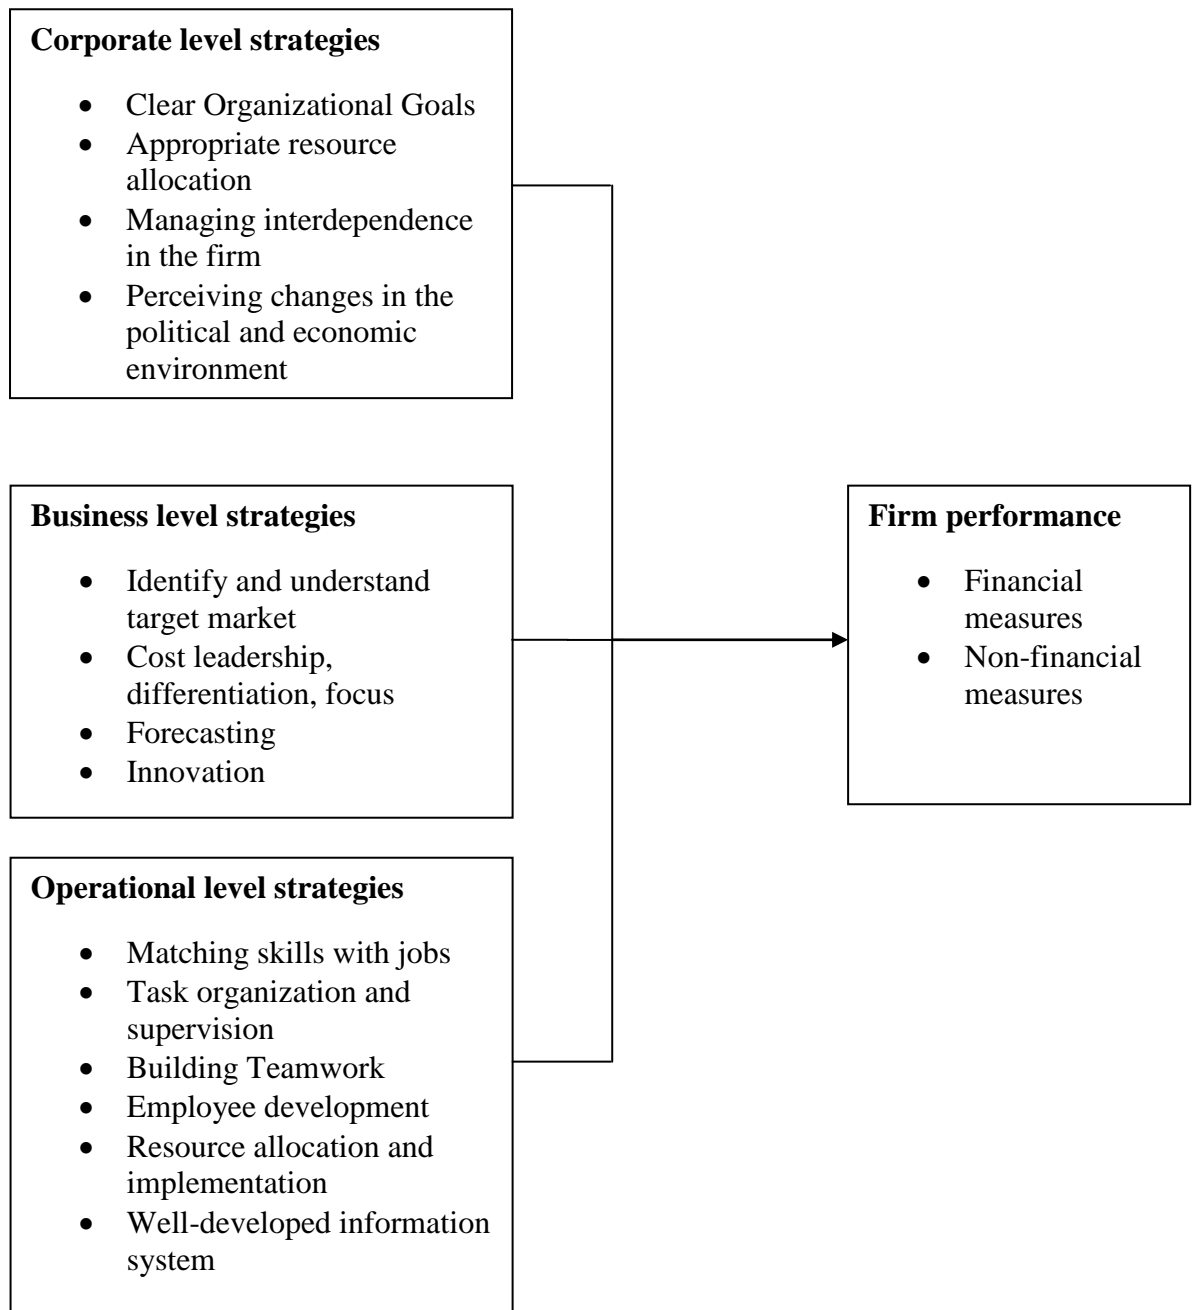 Corporate level strategies
• Clear Organizational Goals
• Appropriate resource
allocation
• Managing interdependence
in the firm
• Perceiving changes in the
political and economic
environment
Business level strategies
• Identify and understand
target market
• Cost leadership,
differentiation, focus
• Forecasting
• Innovation
Firm performance
• Financial
measures
• Non-financial
measures
Operational level strategies
• Matching skills with jobs
• Task organization and
supervision
• Building Teamwork
• Employee development
• Resource allocation and
implementation
• Well-developed information
system